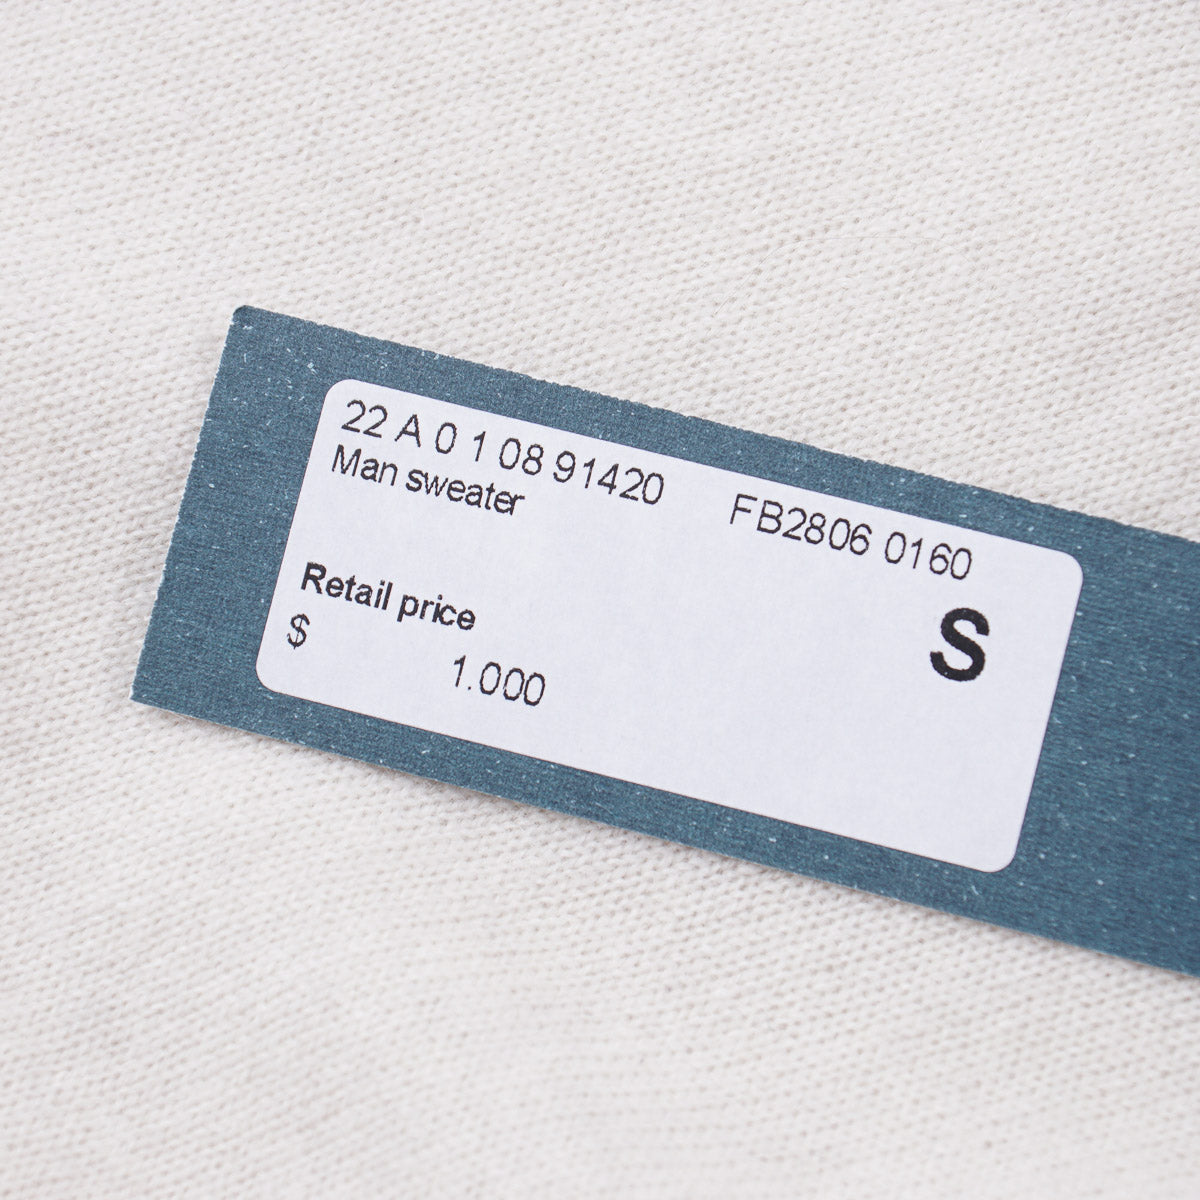 22 A 0 1 08 91420 FB2806 0160
Man sweater
S
Retail price
$
1.000